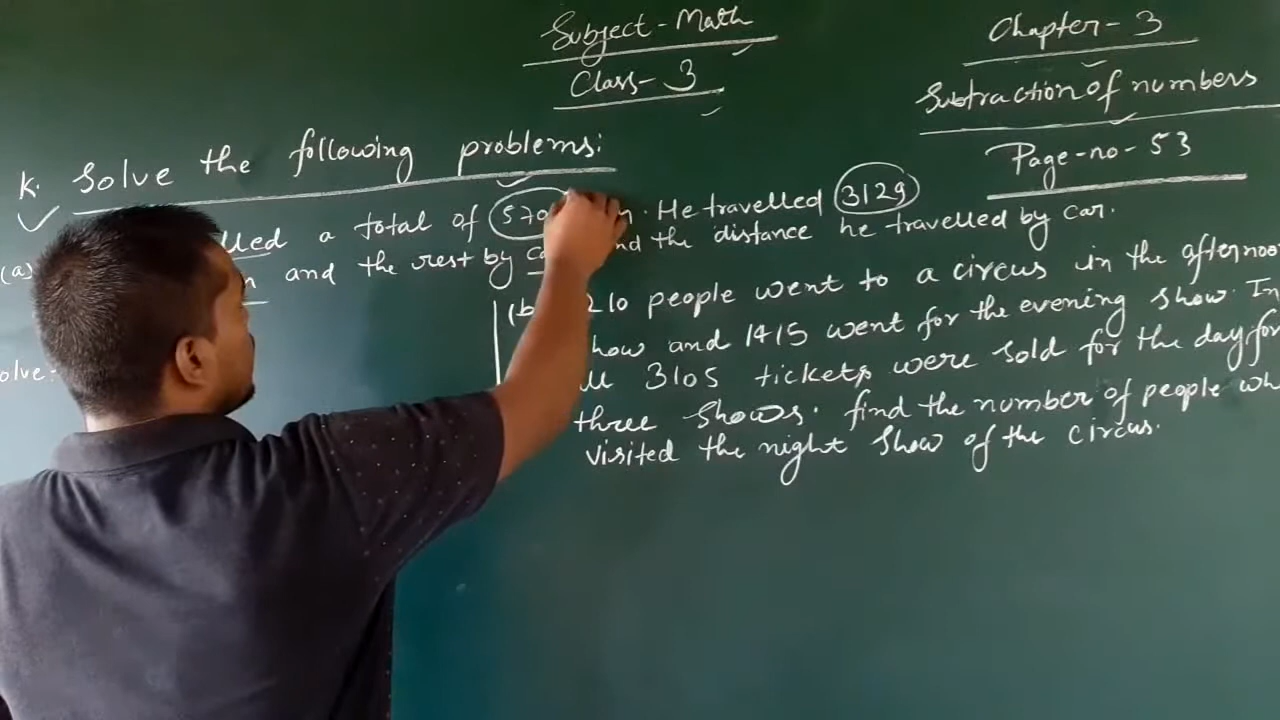 Subject - Math
Class - 3
Chapter - 3
Subtraction of numbers
Page-no - 53
K. Solve the following problems:
(a) a total of He travelled 3129
and the rest by the distance he travelled by car.
(b) people went to a circus in the afternoon
and 1415 went for the evening show. In
3105 tickets were sold for the day for
three shows. find the number of people
visited the night show of the circus.